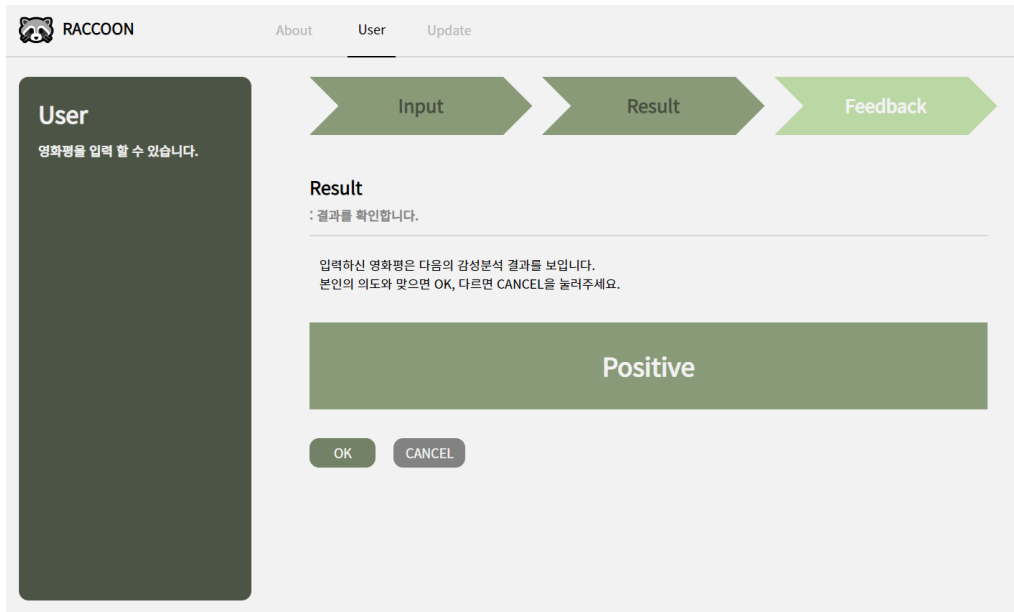 RACCOON
About
User
Update
User
영화평을 입력 할 수 있습니다.
Input
Result
Feedback
Result
: 결과를 확인합니다.
입력하신 영화평은 다음의 감성분석 결과를 보입니다.
본인의 의도와 맞으면 OK, 다르면 CANCEL을 눌러주세요.
Positive
OK
CANCEL